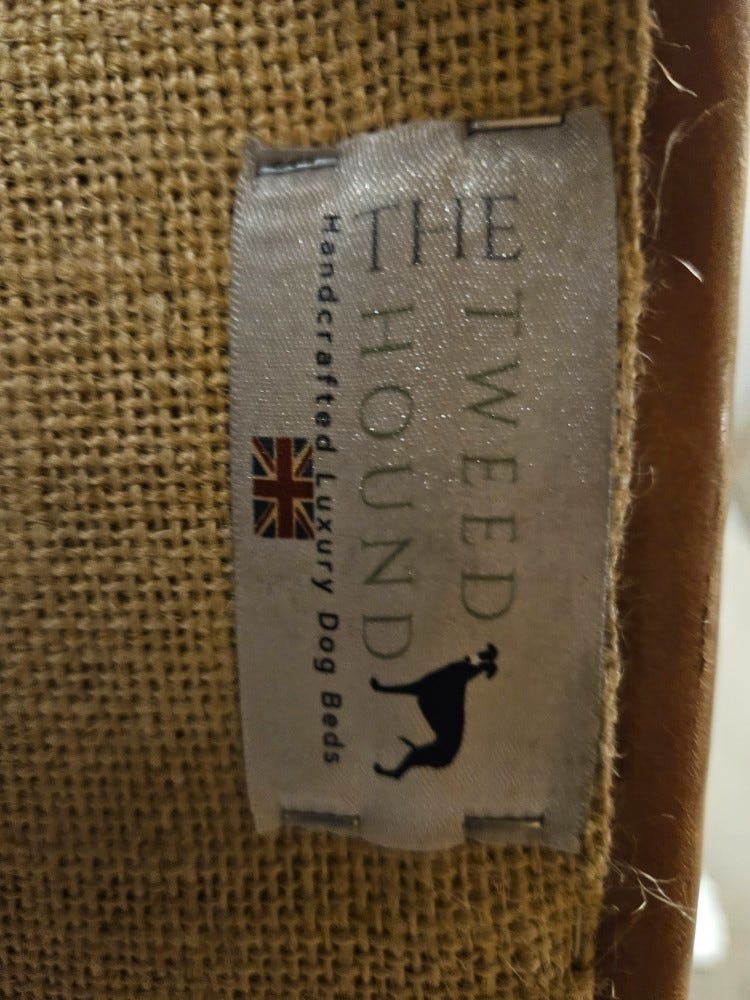 THE TWEED
HOUND
Handcrafted Luxury Dog Beds